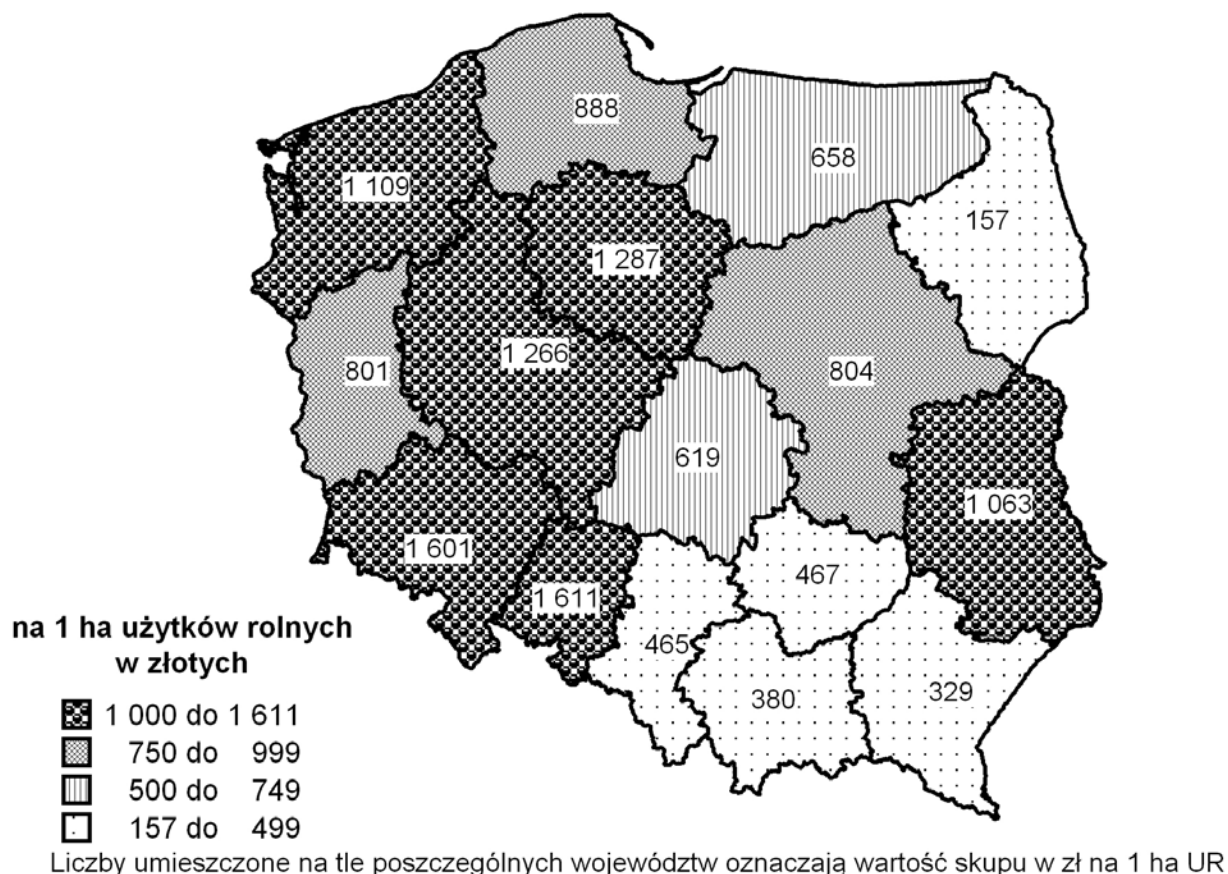 888
658
1 109
157
1 287
1 266
801
804
619
1 063
1 601
467
1 611
465
380
329
na 1 ha użytków rolnych
w złotych
1 000 do 1 611
750 do 999
500 do 749
157 do 499
Liczby umieszczone na tle poszczególnych województw oznaczają wartość skupu w zł na 1 ha UR